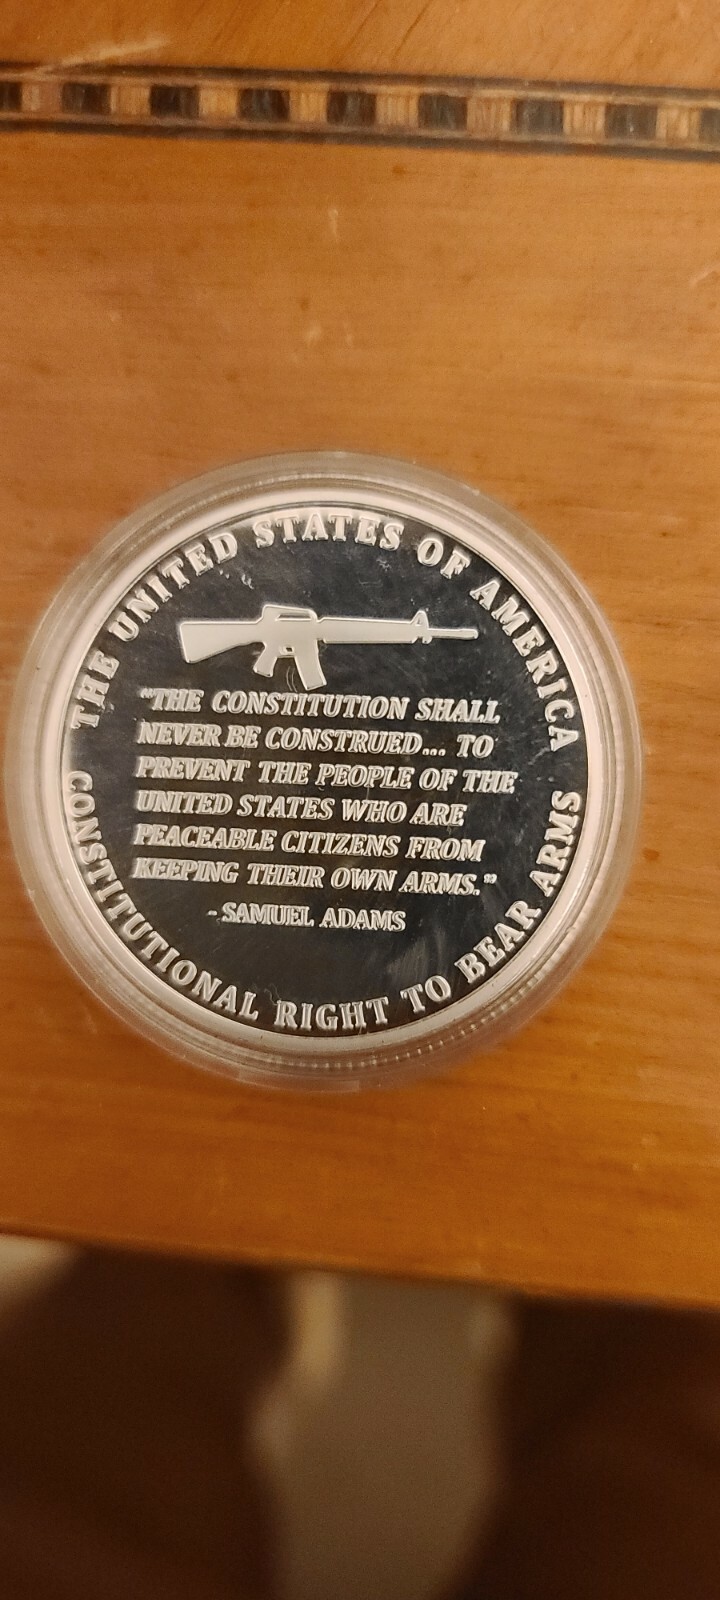 THE UNITED STATES OF AMERICA
"THE CONSTITUTION SHALL
NEVER BE CONSTRUED... TO
PREVENT THE PEOPLE OF THE
UNITED STATES WHO ARE
PEACEABLE CITIZENS FROM
KEEPING THEIR OWN ARMS."
- SAMUEL ADAMS
CONSTITUTIONAL RIGHT TO BEAR ARMS